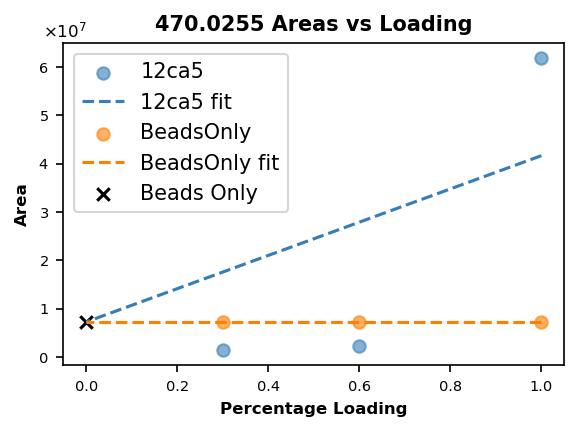 470.0255 Areas vs Loading
×10⁷
12ca5
12ca5 fit
BeadsOnly
BeadsOnly fit
Beads Only
Area
6
5
4
3
2
1
0
0.0 0.2 0.4 0.6 0.8 1.0
Percentage Loading